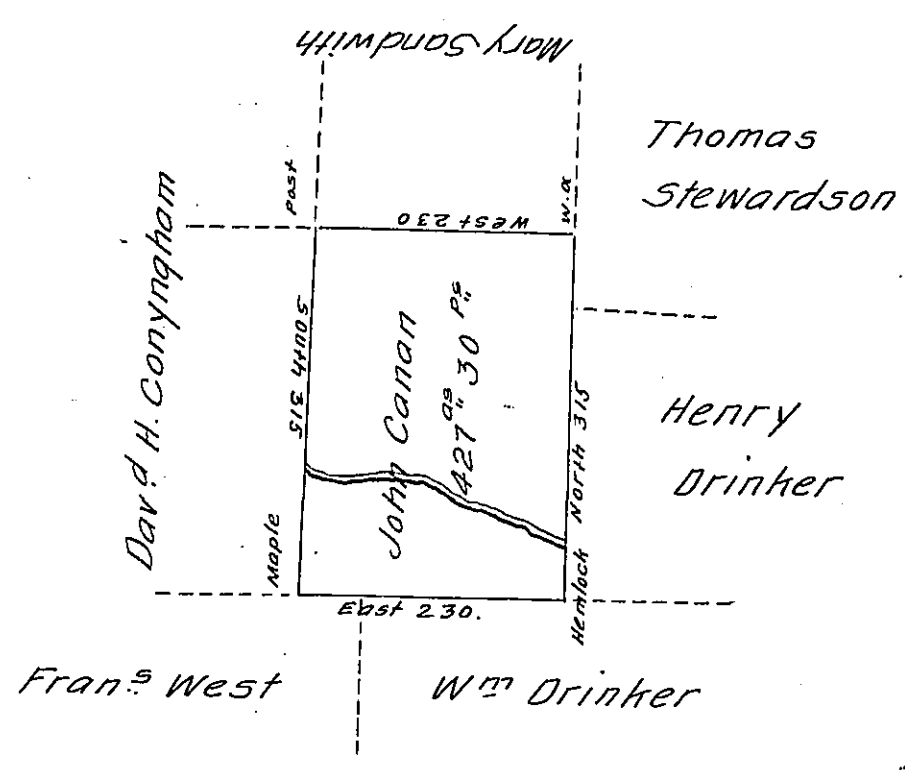 Mary Sandwith
Thomas
Stewardson
Post
W.O.
West 230
David H. Conyngham
South 315
John Canan
427 as " 30 ps "
North 315
Henry
Drinker
Maple
Hemlock
East 230.
Frans West
Wm Drinker